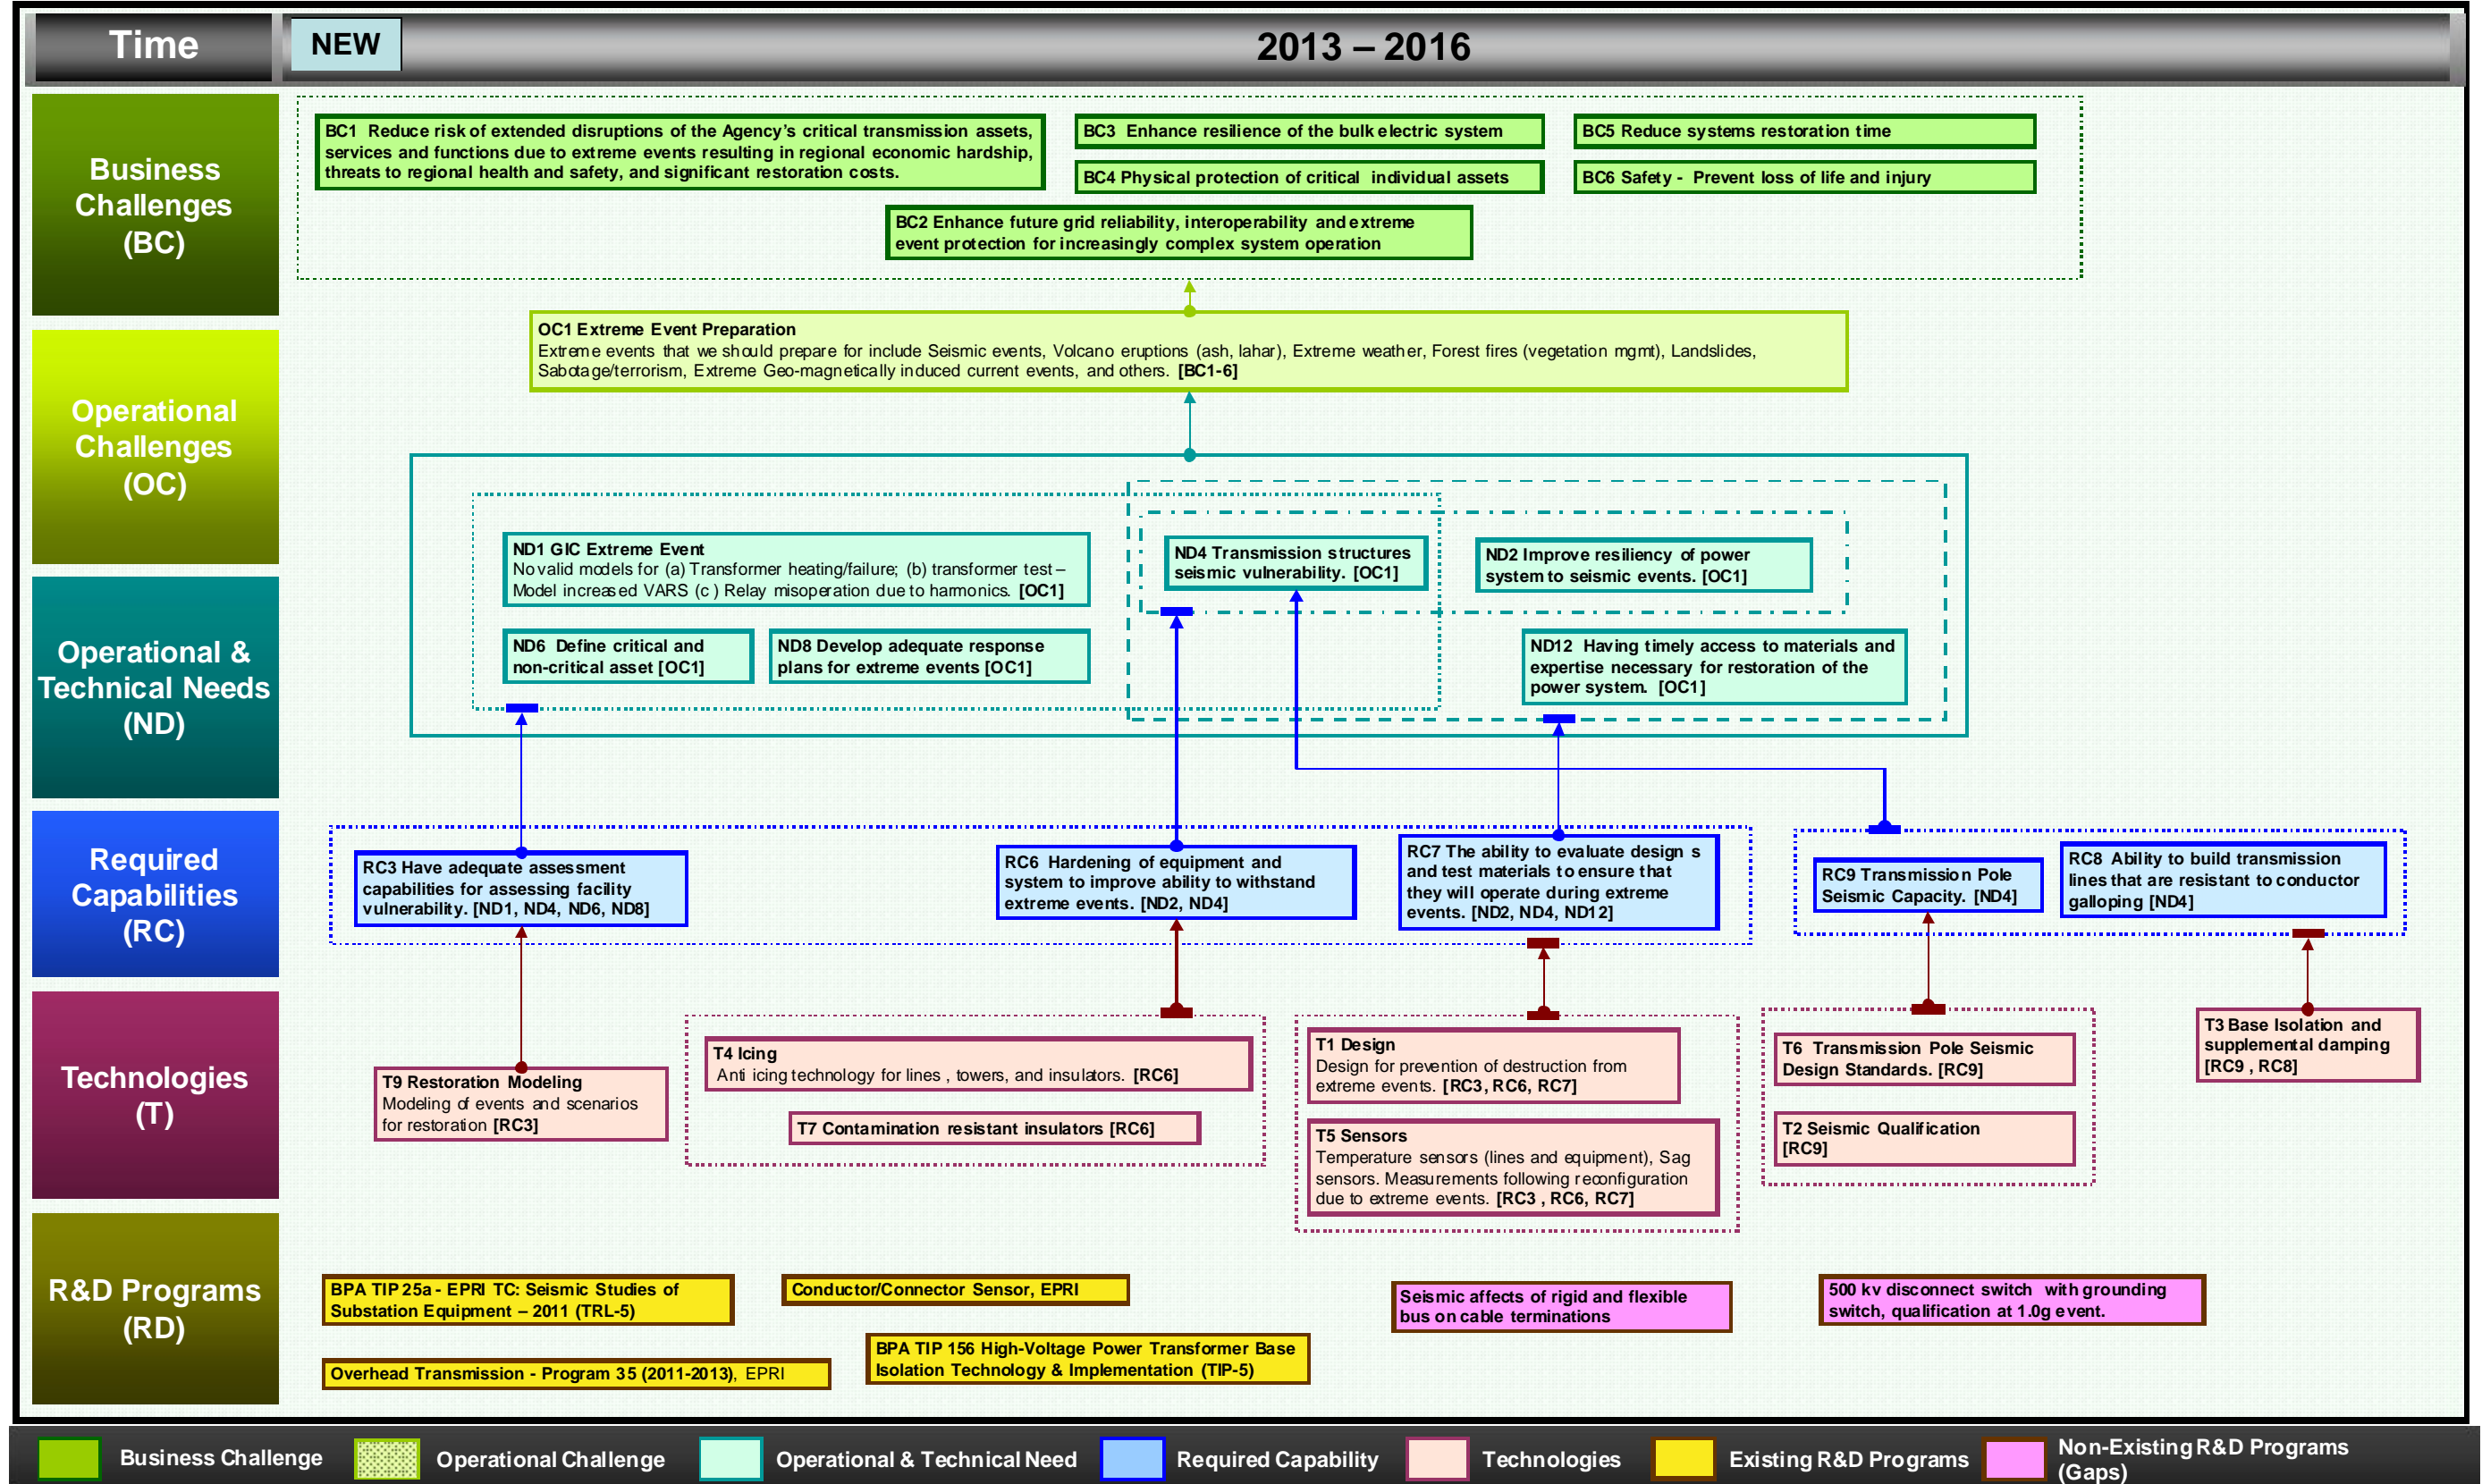 Time
NEW
2013 – 2016
Business
Challenges
(BC)
BC1 Reduce risk of extended disruptions of the Agency's critical transmission assets,
services and functions due to extreme events resulting in regional economic hardship,
threats to regional health and safety, and significant restoration costs.
BC3 Enhance resilience of the bulk electric system
BC5 Reduce systems restoration time
BC4 Physical protection of critical individual assets
BC6 Safety - Prevent loss of life and injury
BC2 Enhance future grid reliability, interoperability and extreme
event protection for increasingly complex system operation
Operational
Challenges
(OC)
OC1 Extreme Event Preparation
Extreme events that we should prepare for include Seismic events, Volcano eruptions (ash, lahar), Extreme weather, Forest fires (vegetation mgmt), Landslides,
Sabotage/terrorism, Extreme Geo-magnetically induced current events, and others. [BC1-6]
Operational &
Technical Needs
(ND)
ND1 GIC Extreme Event
No valid models for (a) Transformer heating/failure; (b) transformer test –
Model increased VARS (c ) Relay misoperation due to harmonics. [OC1]
ND4 Transmission structures
seismic vulnerability. [OC1]
ND2 Improve resiliency of power
system to seismic events. [OC1]
ND6 Define critical and
non-critical asset [OC1]
ND8 Develop adequate response
plans for extreme events [OC1]
ND12 Having timely access to materials and
expertise necessary for restoration of the
power system. [OC1]
Required
Capabilities
(RC)
RC3 Have adequate assessment
capabilities for assessing facility
vulnerability. [ND1, ND4, ND6, ND8]
RC6 Hardening of equipment and
system to improve ability to withstand
extreme events. [ND2, ND4]
RC7 The ability to evaluate design s
and test materials to ensure that
they will operate during extreme
events. [ND2, ND4, ND12]
RC9 Transmission Pole
Seismic Capacity. [ND4]
RC8 Ability to build transmission
lines that are resistant to conductor
galloping [ND4]
Technologies
(T)
T9 Restoration Modeling
Modeling of events and scenarios
for restoration [RC3]
T4 Icing
Anti icing technology for lines , towers, and insulators. [RC6]
T7 Contamination resistant insulators [RC6]
T1 Design
Design for prevention of destruction from
extreme events. [RC3, RC6, RC7]
T5 Sensors
Temperature sensors (lines and equipment), Sag
sensors. Measurements following reconfiguration
due to extreme events. [RC3 , RC6, RC7]
T6 Transmission Pole Seismic
Design Standards. [RC9]
T2 Seismic Qualification
[RC9]
T3 Base Isolation and
supplemental damping
[RC9 , RC8]
R&D Programs
(RD)
BPA TIP 25a - EPRI TC: Seismic Studies of
Substation Equipment – 2011 (TRL-5)
Conductor/Connector Sensor, EPRI
Seismic affects of rigid and flexible
bus on cable terminations
500 kv disconnect switch with grounding
switch, qualification at 1.0g event.
Overhead Transmission - Program 35 (2011-2013), EPRI
BPA TIP 156 High-Voltage Power Transformer Base
Isolation Technology & Implementation (TIP-5)
Business Challenge
Operational Challenge
Operational & Technical Need
Required Capability
Technologies
Existing R&D Programs
Non-Existing R&D Programs
(Gaps)